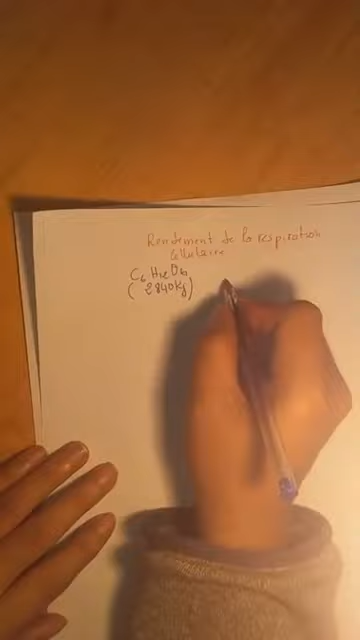 Rendement de la respiration
cellulaire
C6H12O6
(2840Kj)